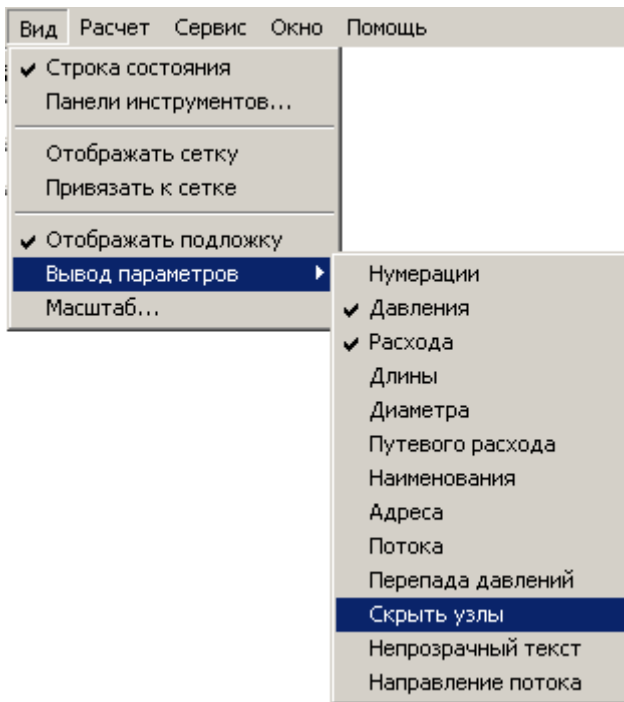 Вид Расчет Сервис Окно Помощь
Строка состояния
Панели инструментов...
Отображать сетку
Привязать к сетке
Отображать подложку
Вывод параметров
Масштаб...
Нумерации
Давления
Расхода
Длины
Диаметра
Путевого расхода
Наименования
Адреса
Потока
Перепада давлений
Скрыть узлы
Непрозрачный текст
Направление потока